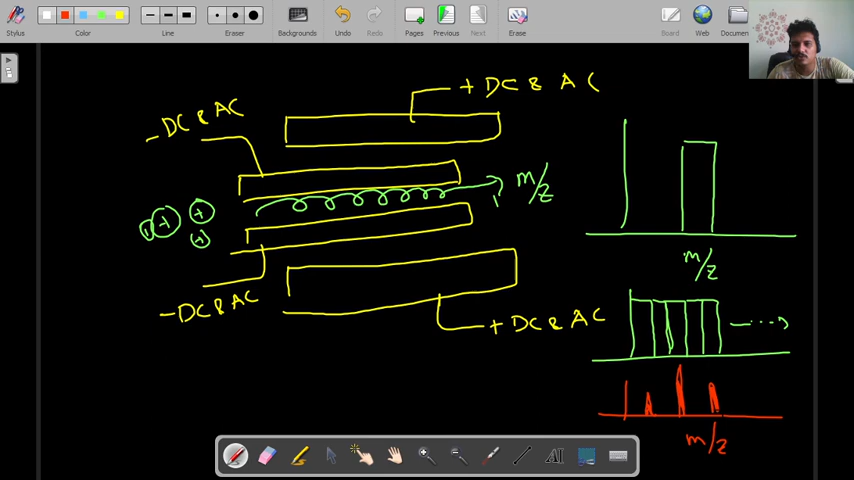 Stylus
Color
Line
Eraser
Backgrounds
Undo
Redo
Pages
Previous
Next
Erase
Board
Web
Documen
+ DC & AC
- DC & AC
m/z
- DC & AC
+ DC & AC
m/z
m/z